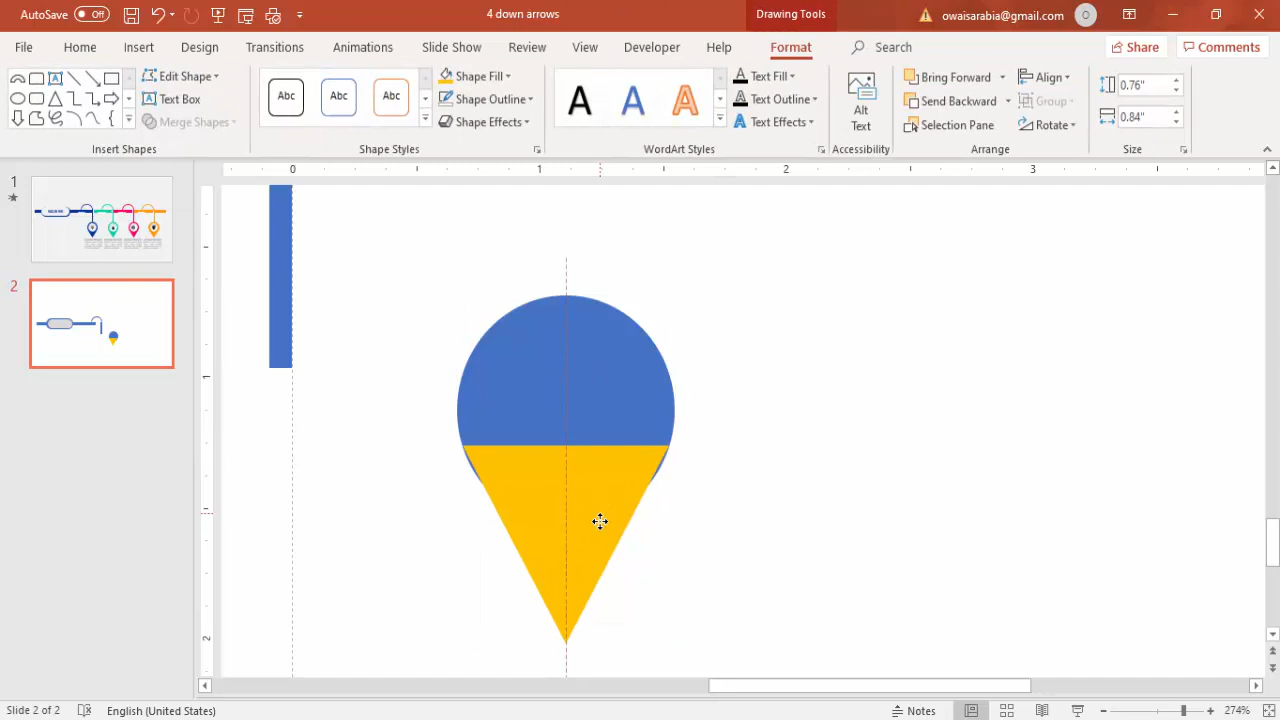 AutoSave Off 4 down arrows Drawing Tools owaisarabia@gmail.com O
File Home Insert Design Transitions Animations Slide Show Review View Developer Help Format Search Share Comments
Edit Shape Shape Fill Text Fill Bring Forward Align 0.76"
Text Box Abc Abc Abc Shape Outline A A A Text Outline Alt Text Send Backward Group 0.84"
Merge Shapes Shape Effects Text Effects Selection Pane Rotate
Insert Shapes Shape Styles WordArt Styles Accessibility Arrange Size
0 1 2 3
1
2
1
2
Slide 2 of 2 English (United States) Notes 274%